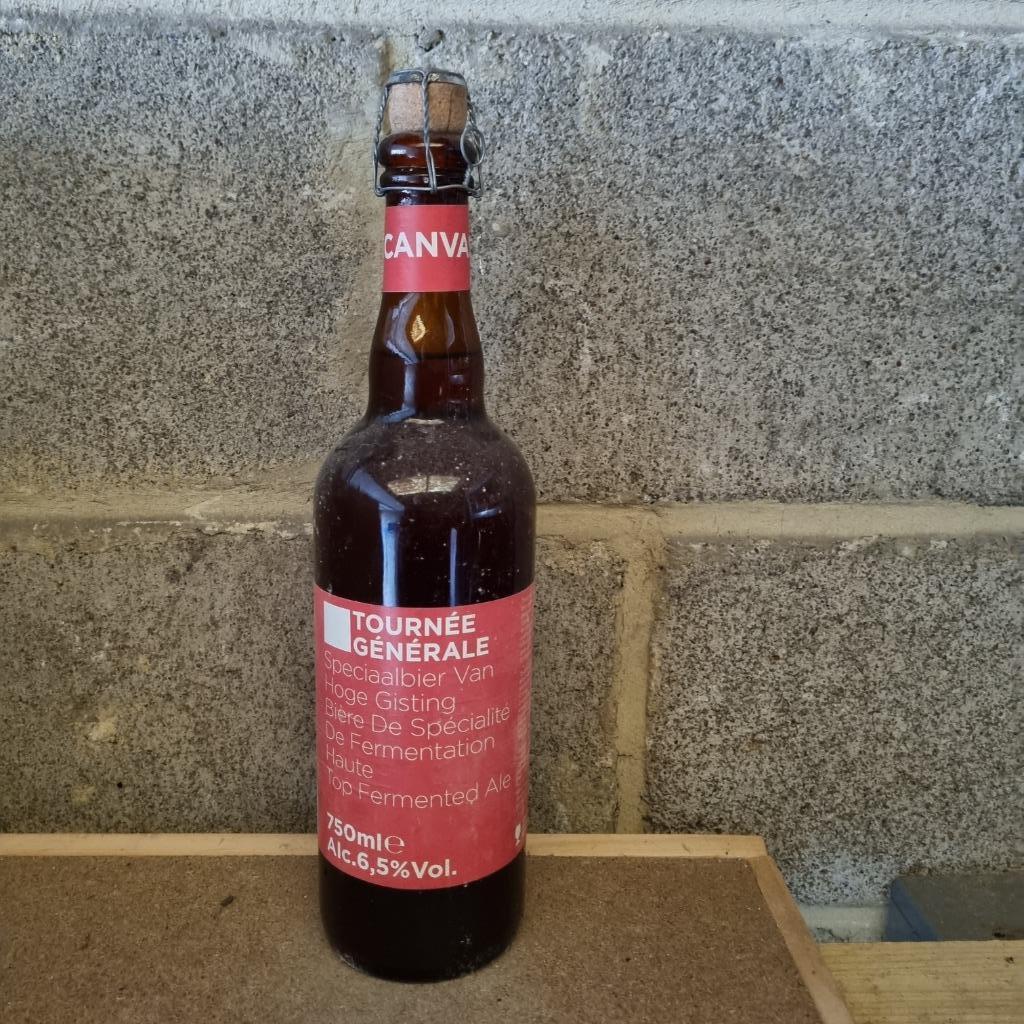 CANVA
TOURNÉE
GÉNÉRALE
Speciaalbier Van
Hoge Gisting
Bière De Spécialité
De Fermentation
Haute
Top Fermented Ale
750ml℮
Alc.6,5%Vol.